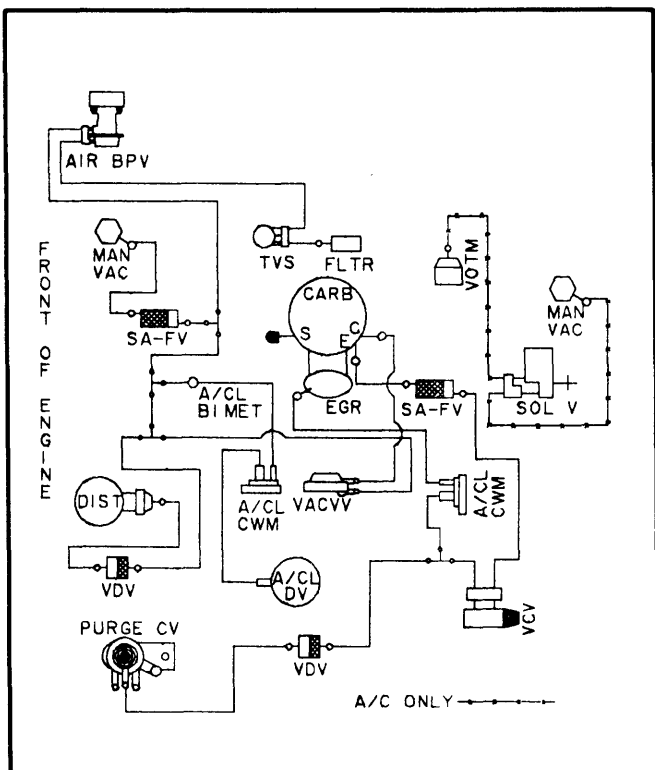 AIR BPV
FRONT OF ENGINE
MAN
VAC
TVS
FLTR
VOTM
MAN
VAC
CARB
S
C
E
SA-FV
A/CL
BIMET
EGR
SA-FV
SOL V
DIST
A/CL
CWM
VACVV
A/CL
CWM
VDV
A/CL
DV
PURGE CV
VDV
VCV
A/C ONLY